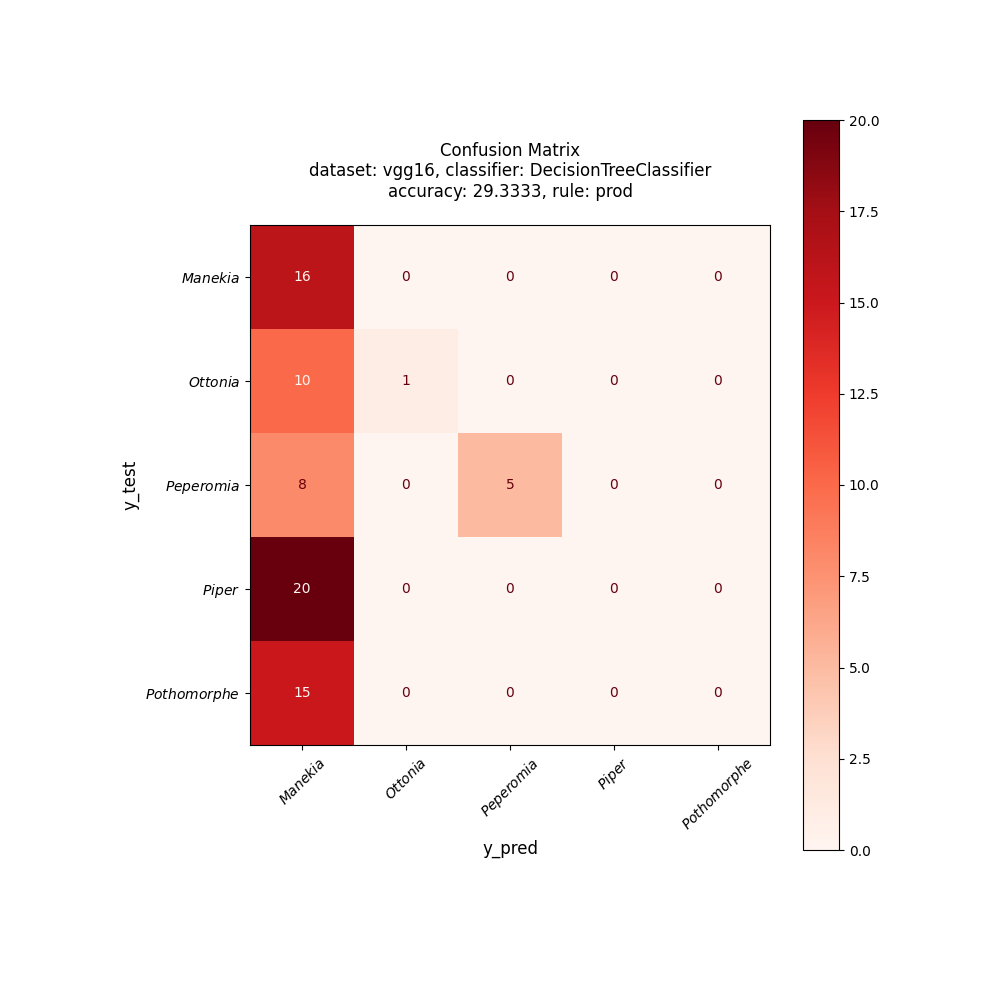 Confusion Matrix
dataset: vgg16, classifier: DecisionTreeClassifier
accuracy: 29.3333, rule: prod
20.0
17.5
15.0
12.5
10.0
7.5
5.0
2.5
0.0
y_test
Manekia 16 0 0 0 0
Ottonia 10 1 0 0 0
Peperomia 8 0 5 0 0
Piper 20 0 0 0 0
Pothomorphe 15 0 0 0 0
Manekia Ottonia Peperomia Piper Pothomorphe
y_pred